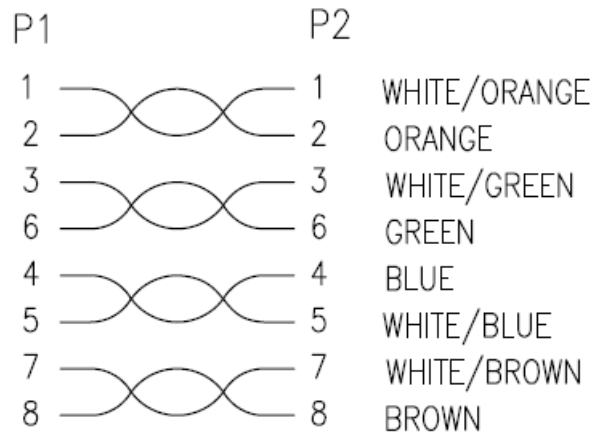 P1 P2
1 1 WHITE/ORANGE
2 2 ORANGE
3 3 WHITE/GREEN
6 6 GREEN
4 4 BLUE
5 5 WHITE/BLUE
7 7 WHITE/BROWN
8 8 BROWN